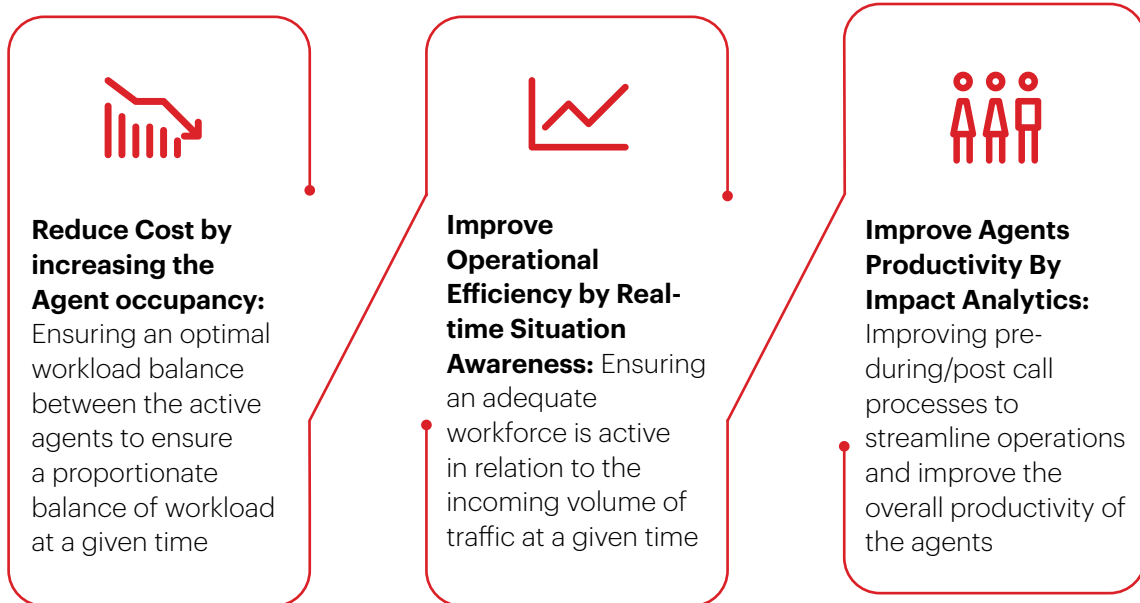 Reduce Cost by
increasing the
Agent occupancy:
Ensuring an optimal
workload balance
between the active
agents to ensure
a proportionate
balance of workload
at a given time
Improve
Operational
Efficiency by Real-
time Situation
Awareness: Ensuring
an adequate
workforce is active
in relation to the
incoming volume of
traffic at a given time
Improve Agents
Productivity By
Impact Analytics:
Improving pre-
during/post call
processes to
streamline operations
and improve the
overall productivity of
the agents